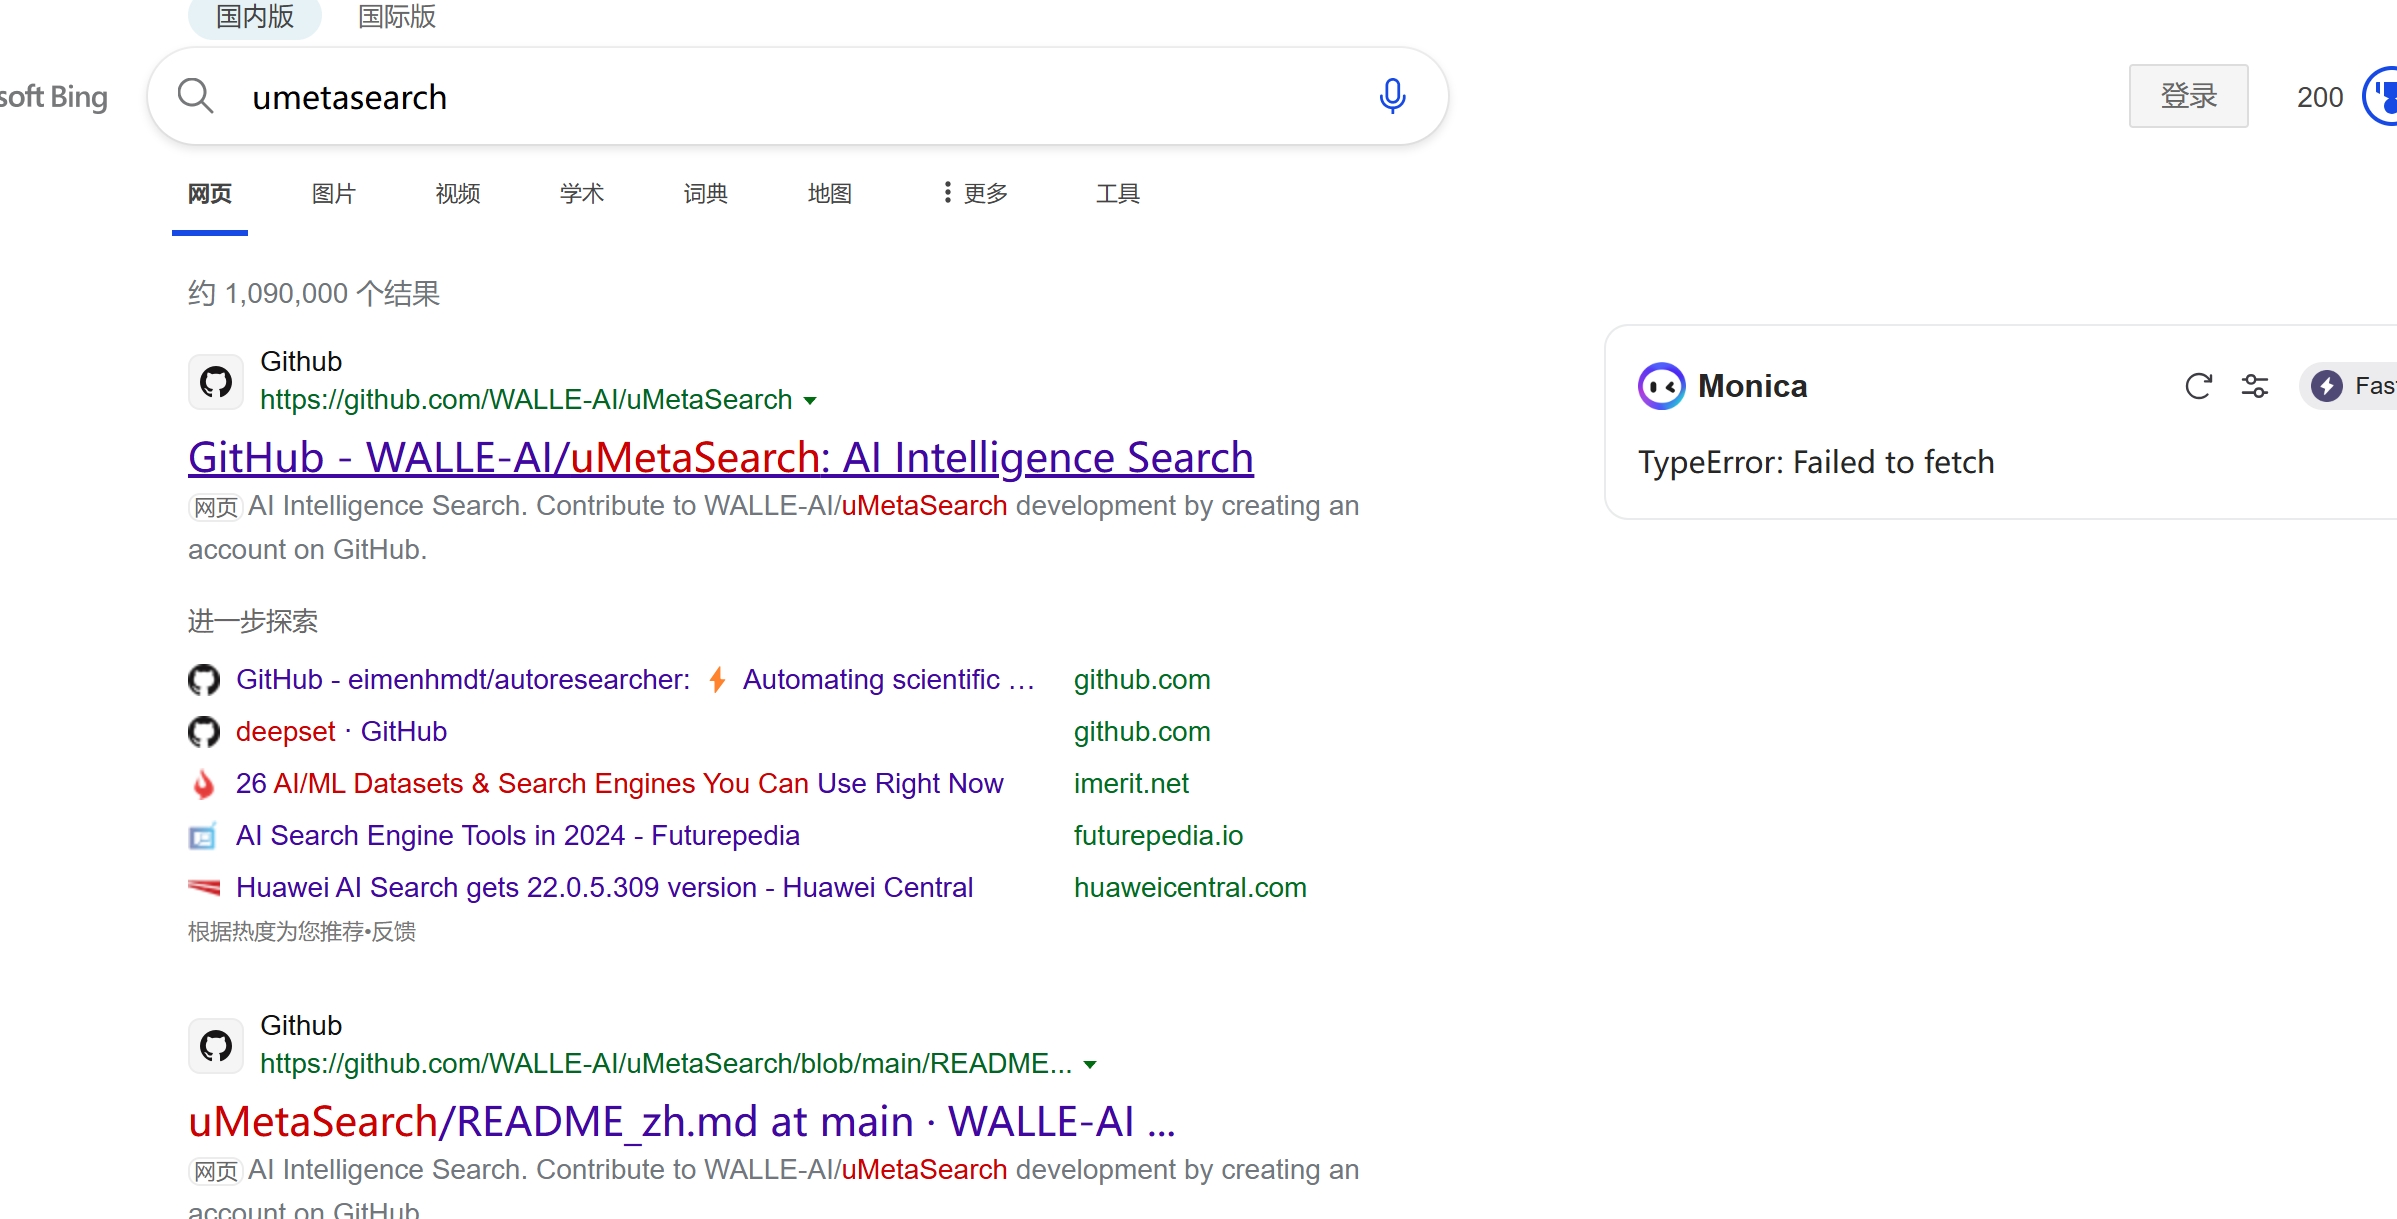 国内版 国际版
soft Bing umetasearch 登录 200
网页 图片 视频 学术 词典 地图 更多 工具
约 1,090,000 个结果
Github
https://github.com/WALLE-AI/uMetaSearch
GitHub - WALLE-AI/uMetaSearch: AI Intelligence Search
网页 AI Intelligence Search. Contribute to WALLE-AI/uMetaSearch development by creating an
account on GitHub.
进一步探索
GitHub - eimenhmdt/autoresearcher: ⚡ Automating scientific … github.com
deepset · GitHub github.com
26 AI/ML Datasets & Search Engines You Can Use Right Now imerit.net
AI Search Engine Tools in 2024 - Futurepedia futurepedia.io
Huawei AI Search gets 22.0.5.309 version - Huawei Central huaweicentral.com
根据热度为您推荐•反馈
Github
https://github.com/WALLE-AI/uMetaSearch/blob/main/README...
uMetaSearch/README_zh.md at main · WALLE-AI ...
网页 AI Intelligence Search. Contribute to WALLE-AI/uMetaSearch development by creating an
account on GitHub
Monica Fas
TypeError: Failed to fetch